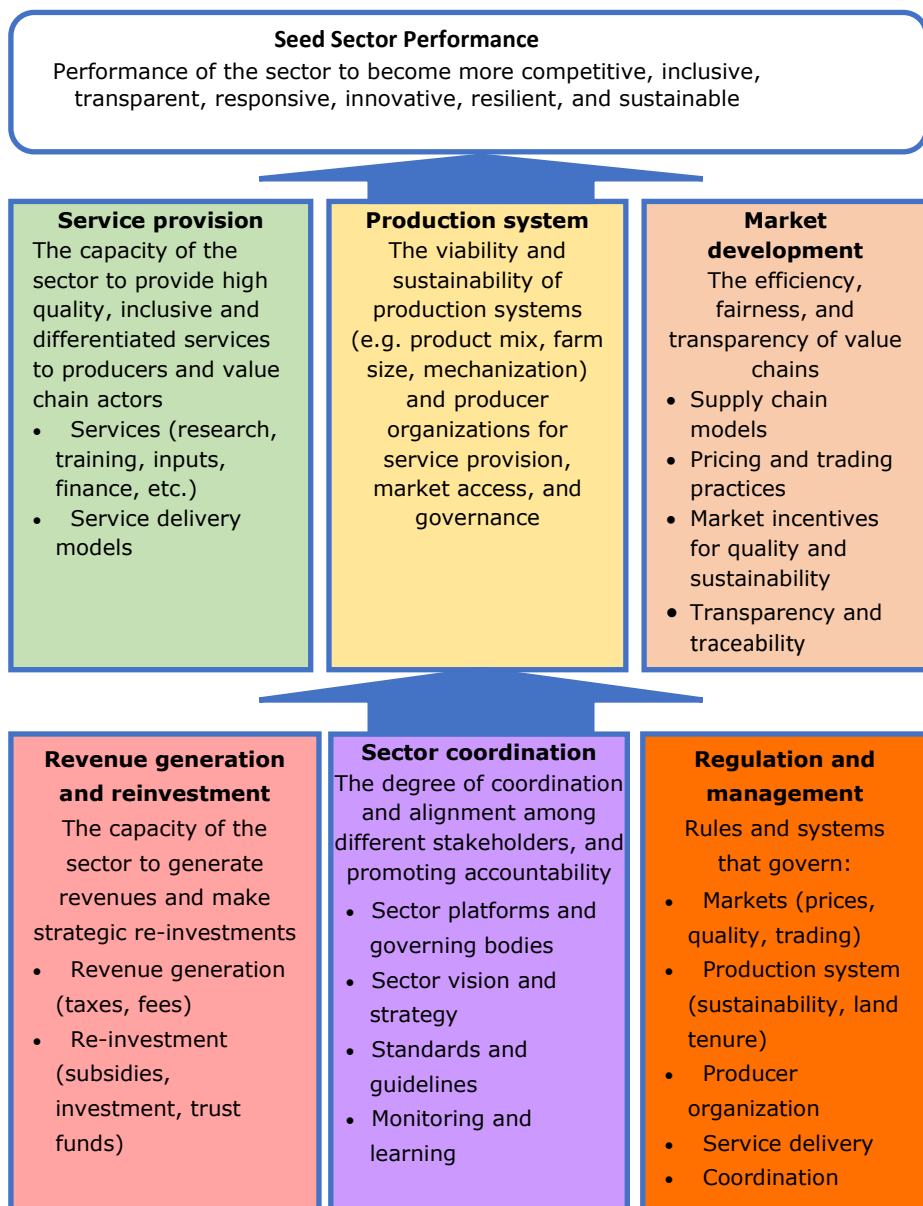 Seed Sector Performance
Performance of the sector to become more competitive, inclusive,
transparent, responsive, innovative, resilient, and sustainable
Service provision
The capacity of the
sector to provide high
quality, inclusive and
differentiated services
to producers and value
chain actors
• Services (research,
training, inputs,
finance, etc.)
• Service delivery
models
Production system
The viability and
sustainability of
production systems
(e.g. product mix, farm
size, mechanization)
and producer
organizations for
service provision,
market access, and
governance
Market
development
The efficiency,
fairness, and
transparency of value
chains
• Supply chain
models
• Pricing and trading
practices
• Market incentives
for quality and
sustainability
• Transparency and
traceability
Revenue generation
and reinvestment
The capacity of the
sector to generate
revenues and make
strategic re-investments
• Revenue generation
(taxes, fees)
• Re-investment
(subsidies,
investment, trust
funds)
Sector coordination
The degree of coordination
and alignment among
different stakeholders, and
promoting accountability
• Sector platforms and
governing bodies
• Sector vision and
strategy
• Standards and
guidelines
• Monitoring and
learning
Regulation and
management
Rules and systems
that govern:
• Markets (prices,
quality, trading)
• Production system
(sustainability, land
tenure)
• Producer
organization
• Service delivery
• Coordination